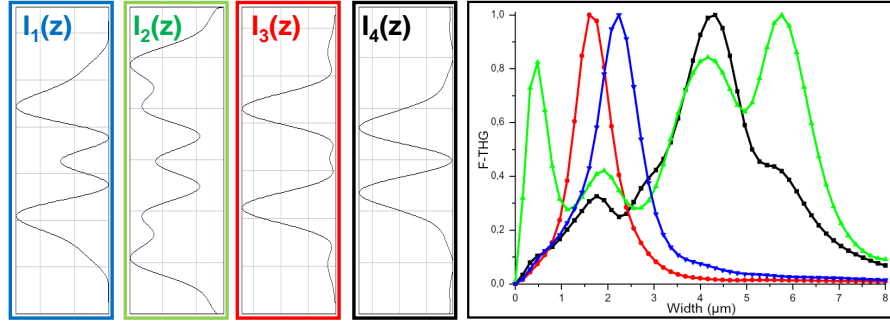 I1(z)
I2(z)
I3(z)
I4(z)
F-THG
1,0
0,8
0,6
0,4
0,2
0,0
0 1 2 3 4 5 6 7 8
Width (μm)